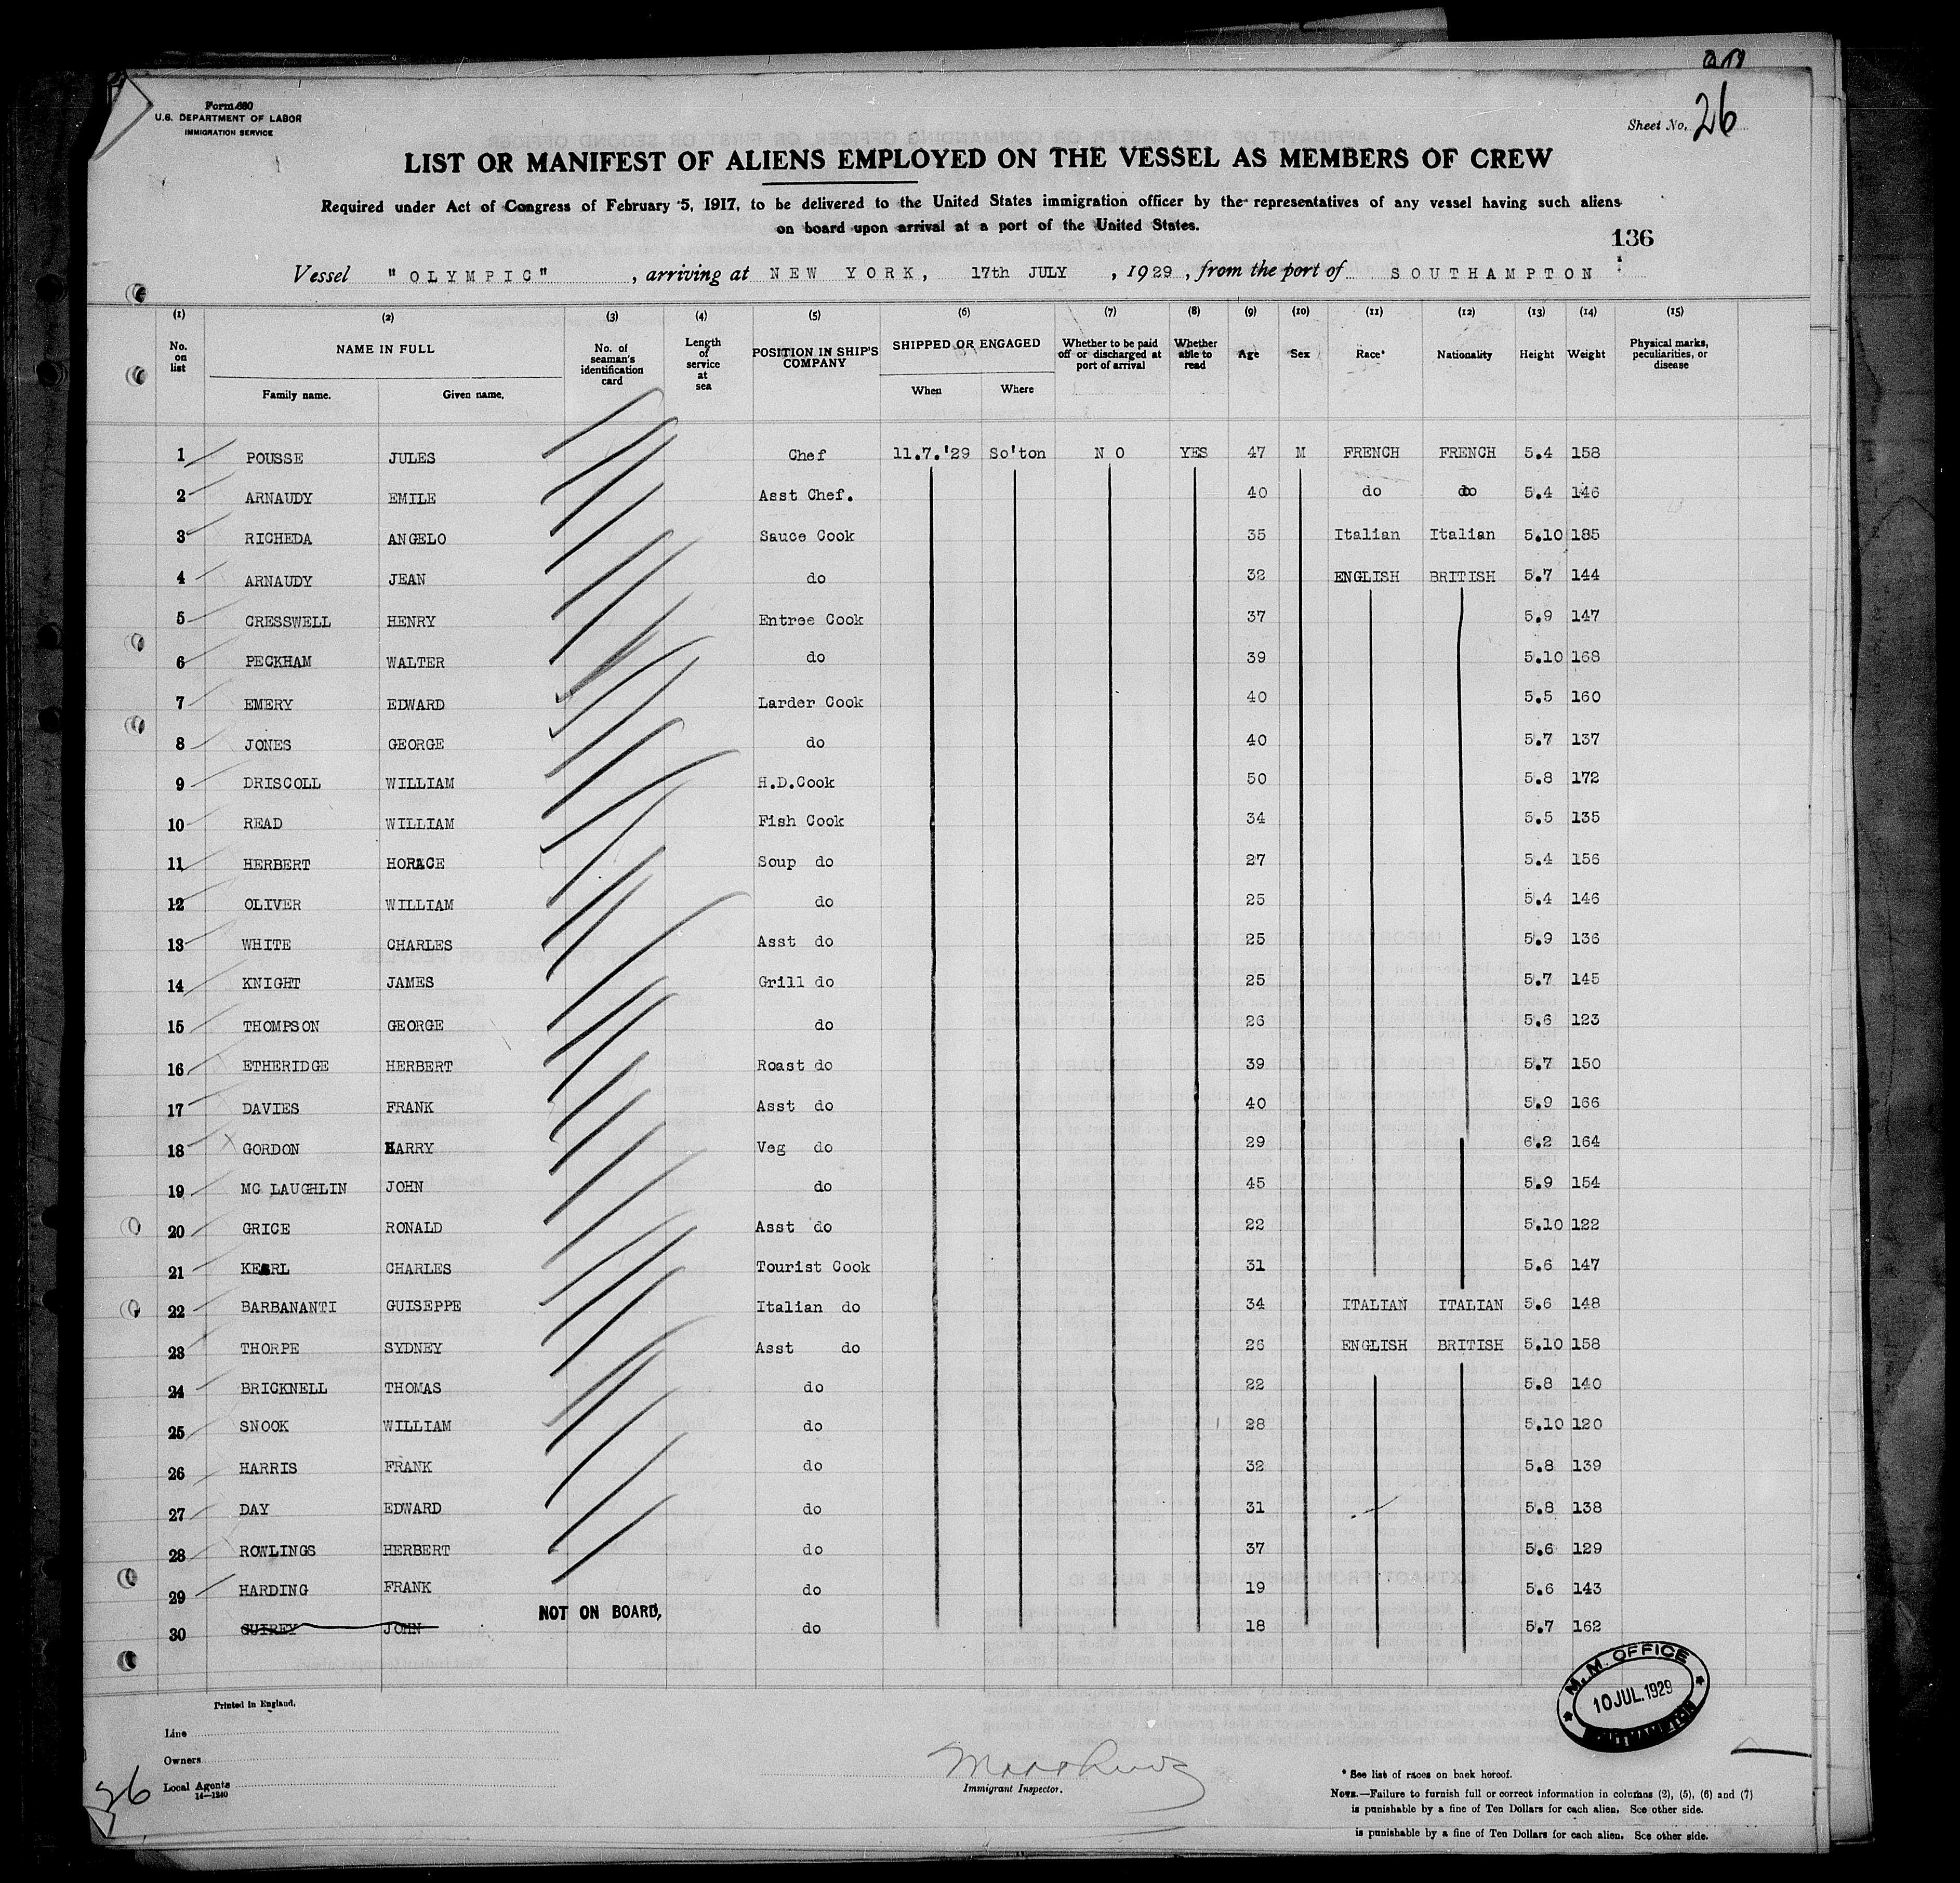 Form 680
U.S. DEPARTMENT OF LABOR
IMMIGRATION SERVICE
Sheet No. 26
LIST OR MANIFEST OF ALIENS EMPLOYED ON THE VESSEL AS MEMBERS OF CREW
Required under Act of Congress of February 5, 1917, to be delivered to the United States immigration officer by the representatives of any vessel having such aliens
on board upon arrival at a port of the United States.
136
Vessel "OLYMPIC", arriving at NEW YORK, 17th JULY, 1929, from the port of SOUTHAMPTON
(1) (2) (3) (4) (5) (6) (7) (8) (9) (10) (11) (12) (13) (14) (15)
No. on list NAME IN FULL No. of seaman's identification card Length of service at sea POSITION IN SHIP'S COMPANY SHIPPED OR ENGAGED Whether to be paid off or discharged at port of arrival Whether able to read Age Sex Race* Nationality Height Weight Physical marks, peculiarities, or disease
Family name. Given name. When Where
1 POUSSE JULES Chef 11.7.'29 So'ton NO YES 47 M FRENCH FRENCH 5.4 158
2 ARNAUDY EMILE Asst Chef. 40 do do 5.4 146
3 RICHEDA ANGELO Sauce Cook 35 Italian Italian 5.10 185
4 ARNAUDY JEAN do 32 ENGLISH BRITISH 5.7 144
5 CRESSWELL HENRY Entree Cook 37 5.9 147
6 PECKHAM WALTER do 39 5.10 168
7 EMERY EDWARD Larder Cook 40 5.5 160
8 JONES GEORGE do 40 5.7 137
9 DRISCOLL WILLIAM H.D.Cook 50 5.8 172
10 READ WILLIAM Fish Cook 34 5.5 135
11 HERBERT HORACE Soup do 27 5.4 156
12 OLIVER WILLIAM do 25 5.4 146
13 WHITE CHARLES Asst do 25 5.9 136
14 KNIGHT JAMES Grill do 25 5.7 145
15 THOMPSON GEORGE do 26 5.6 123
16 ETHERIDGE HERBERT Roast do 39 5.7 150
17 DAVIES FRANK Asst do 40 5.9 166
18 X GORDON HARRY Veg do 29 6.2 164
19 MC LAUGHLIN JOHN do 45 5.9 154
20 GRICE RONALD Asst do 22 5.10 122
21 KEARL CHARLES Tourist Cook 31 5.6 147
22 BARBANANTI GUISEPPE Italian do 34 ITALIAN ITALIAN 5.6 148
23 THORPE SYDNEY Asst do 26 ENGLISH BRITISH 5.10 158
24 BRICKNELL THOMAS do 22 5.8 140
25 SNOOK WILLIAM do 28 5.10 120
26 HARRIS FRANK do 32 5.8 139
27 DAY EDWARD do 31 5.8 138
28 ROWLINGS HERBERT do 37 5.6 129
29 HARDING FRANK do 19 5.6 143
30 GUIREY JOHN NOT ON BOARD, do 18 5.7 162
M.M. OFFICE
10 JUL. 1929
SOUTHAMPTON
Printed in England.
Line
Owners
Local Agents
14—1240
26
Immigrant Inspector.
* See list of races on back hereof.
NOTE.—Failure to furnish full or correct information in columns (2), (5), (6) and (7)
is punishable by a fine of Ten Dollars for each alien. See other side.
is punishable by a fine of Ten Dollars for each alien. See other side.